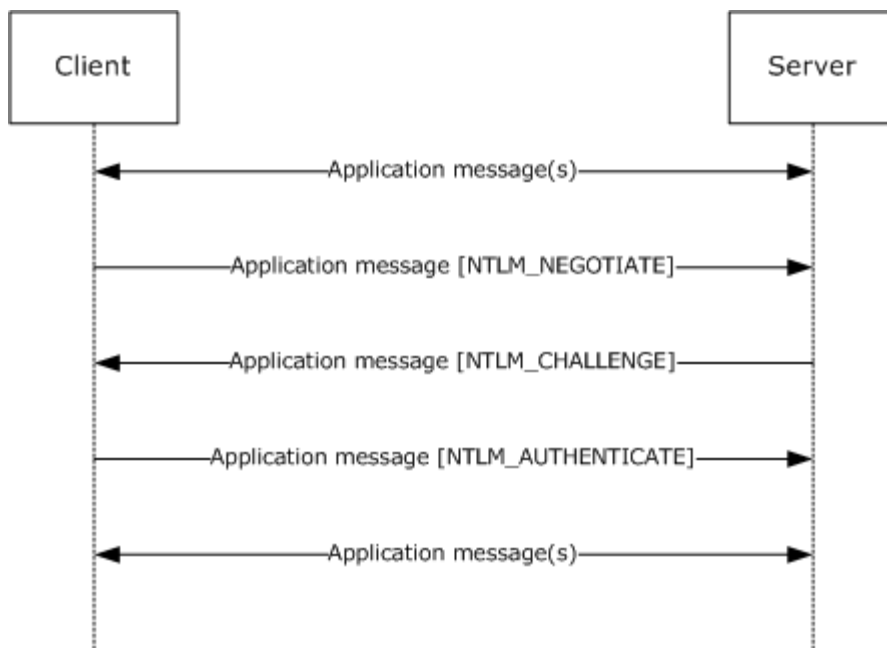 Client
Server
Application message(s)
Application message [NTLM_NEGOTIATE]
Application message [NTLM_CHALLENGE]
Application message [NTLM_AUTHENTICATE]
Application message(s)